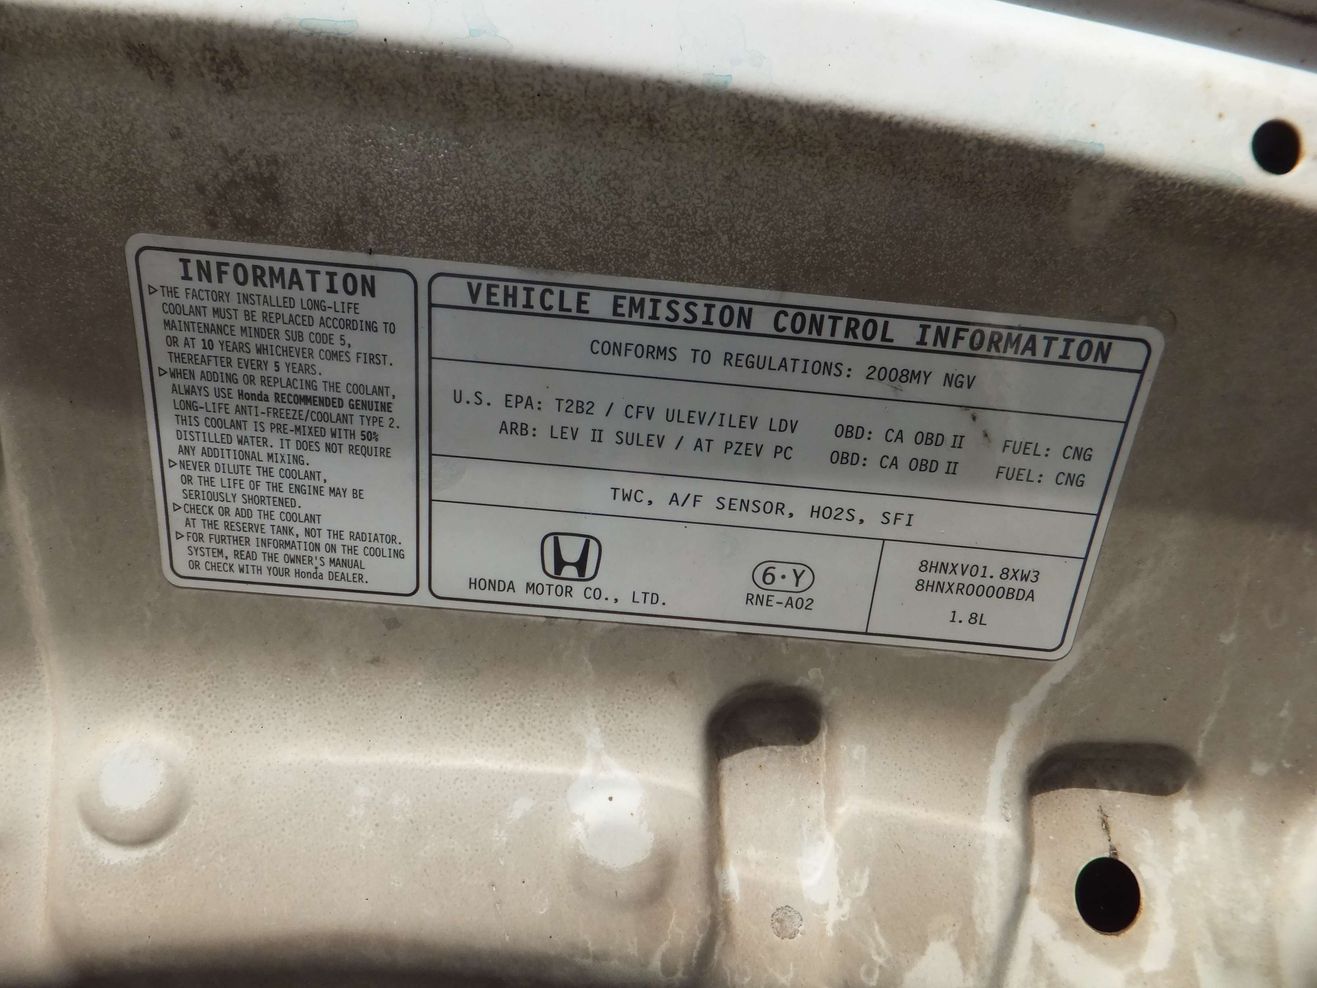 INFORMATION
▷THE FACTORY INSTALLED LONG-LIFE
COOLANT MUST BE REPLACED ACCORDING TO
MAINTENANCE MINDER SUB CODE 5,
OR AT 10 YEARS WHICHEVER COMES FIRST.
THEREAFTER EVERY 5 YEARS.
▷WHEN ADDING OR REPLACING THE COOLANT,
ALWAYS USE Honda RECOMMENDED GENUINE
LONG-LIFE ANTI-FREEZE/COOLANT TYPE 2.
THIS COOLANT IS PRE-MIXED WITH 50%
DISTILLED WATER. IT DOES NOT REQUIRE
ANY ADDITIONAL MIXING.
▷NEVER DILUTE THE COOLANT,
OR THE LIFE OF THE ENGINE MAY BE
SERIOUSLY SHORTENED.
▷CHECK OR ADD THE COOLANT
AT THE RESERVE TANK, NOT THE RADIATOR.
▷FOR FURTHER INFORMATION ON THE COOLING
SYSTEM, READ THE OWNER'S MANUAL
OR CHECK WITH YOUR Honda DEALER.
VEHICLE EMISSION CONTROL INFORMATION
CONFORMS TO REGULATIONS: 2008MY NGV
U.S. EPA: T2B2 / CFV ULEV/ILEV LDV OBD: CA OBD II FUEL: CNG
ARB: LEV II SULEV / AT PZEV PC OBD: CA OBD II FUEL: CNG
TWC, A/F SENSOR, HO2S, SFI
HONDA MOTOR CO., LTD.
6·Y
RNE-A02
8HNXV01.8XW3
8HNXR0000BDA
1.8L